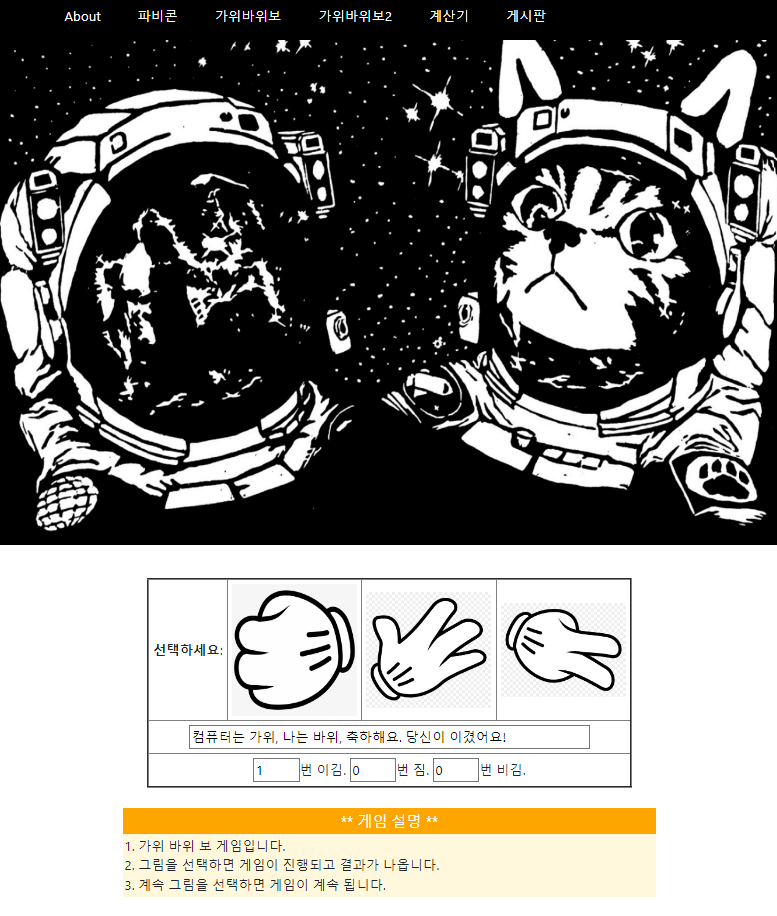 About 파비콘 가위바위보 가위바위보2 계산기 게시판
선택하세요:
컴퓨터는 가위, 나는 바위, 축하해요. 당신이 이겼어요!
1 번 이김. 0 번 짐. 0 번 비김.
** 게임 설명 **
1. 가위 바위 보 게임입니다.
2. 그림을 선택하면 게임이 진행되고 결과가 나옵니다.
3. 계속 그림을 선택하면 게임이 계속 됩니다.